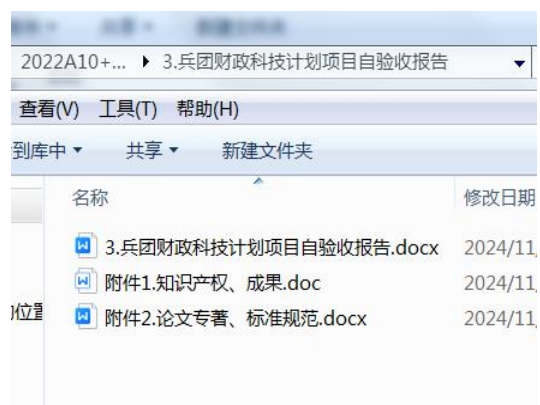 2022A10+... ▸ 3.兵团财政科技计划项目自验收报告
查看(V) 工具(T) 帮助(H)
到库中 共享 新建文件夹
名称 修改日期
3.兵团财政科技计划项目自验收报告.docx 2024/11
附件1.知识产权、成果.doc 2024/11
位置
附件2.论文专著、标准规范.docx 2024/11